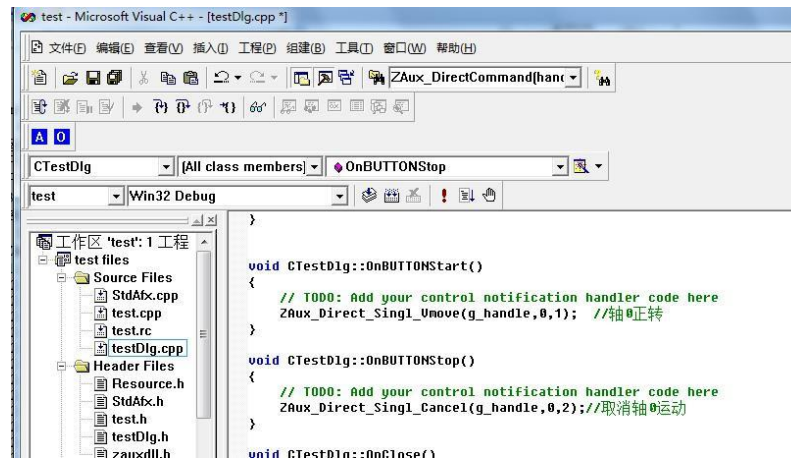 test - Microsoft Visual C++ - [testDlg.cpp *]
文件(F) 编辑(E) 查看(V) 插入(I) 工程(P) 组建(B) 工具(T) 窗口(W) 帮助(H)
ZAux_DirectCommand(hanc
A O
CTestDlg [All class members] OnBUTTONStop
test Win32 Debug
工作区 'test': 1 工程
test files
Source Files
StdAfx.cpp
test.cpp
test.rc
testDlg.cpp
Header Files
Resource.h
StdAfx.h
test.h
testDlg.h
zauxdll.h
}
void CTestDlg::OnBUTTONStart()
{
// TODO: Add your control notification handler code here
ZAux_Direct_Singl_Vmove(g_handle,0,1); //轴0正转
}
void CTestDlg::OnBUTTONStop()
{
// TODO: Add your control notification handler code here
ZAux_Direct_Singl_Cancel(g_handle,0,2);//取消轴0运动
}
void CTestDlg::OnClose()